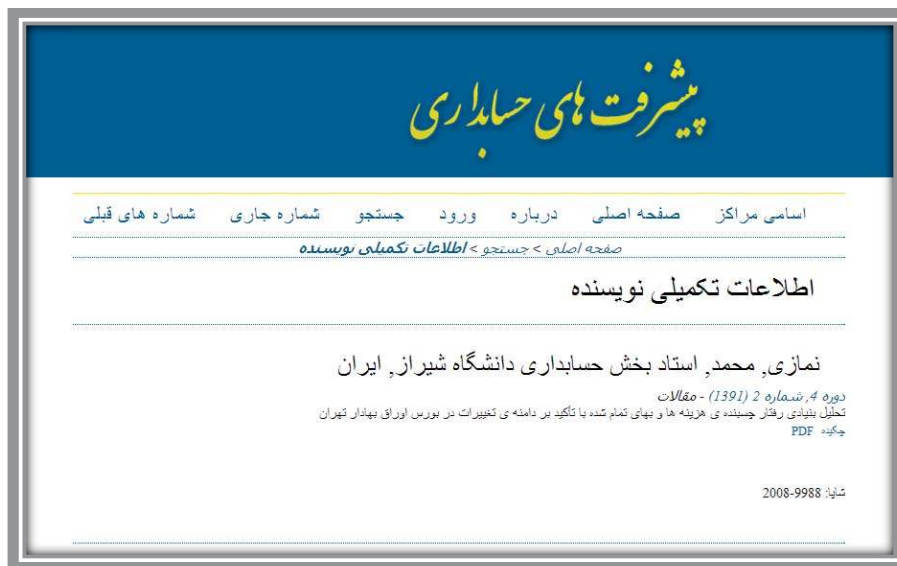 پیشرفت های حسابداری
اسامی مراکز صفحه اصلی درباره ورود جستجو شماره جاری شماره های قبلی
صفحه اصلی > جستجو > اطلاعات تکمیلی نویسنده
اطلاعات تکمیلی نویسنده
نمازی, محمد, استاد بخش حسابداری دانشگاه شیراز, ایران
دوره 4, شماره 2 (1391) - مقالات
تحلیل بنیادی رفتار چسبنده ی هزینه ها و بهای تمام شده با تأکید بر دامنه ی تغییرات در بورس اوراق بهادار تهران
چکیده PDF
شاپا: 2008-9988